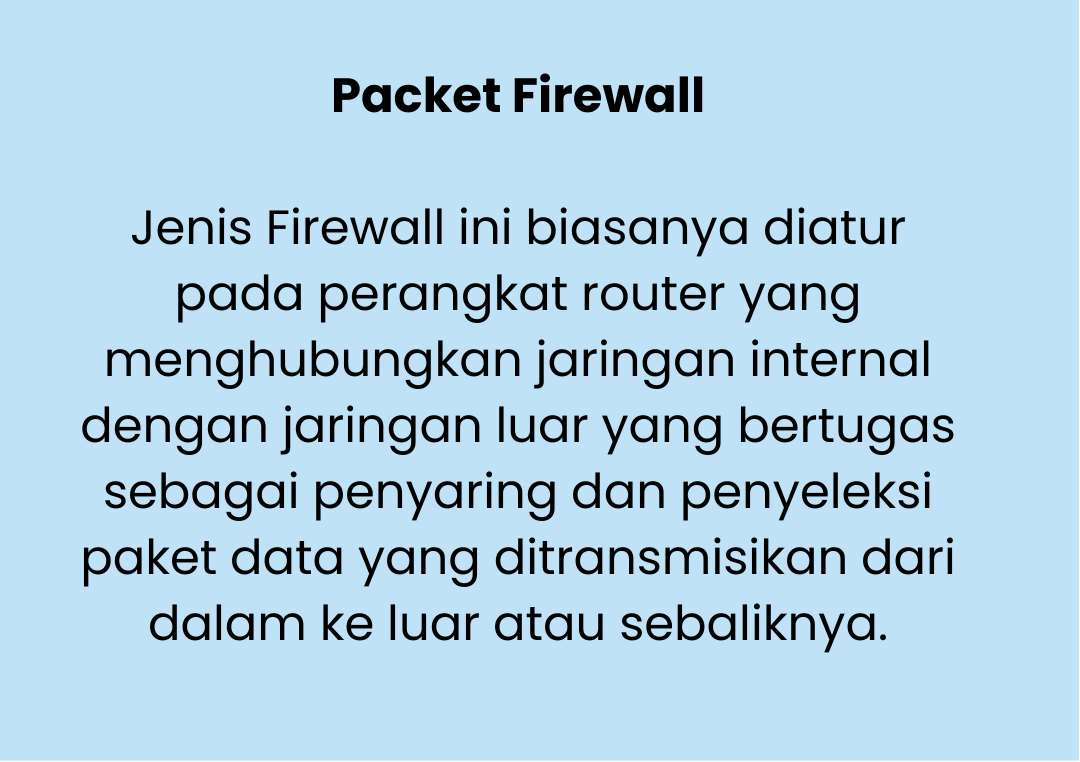 Packet Firewall
Jenis Firewall ini biasanya diatur
pada perangkat router yang
menghubungkan jaringan internal
dengan jaringan luar yang bertugas
sebagai penyaring dan penyeleksi
paket data yang ditransmisikan dari
dalam ke luar atau sebaliknya.